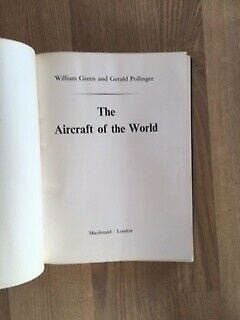 William Green and Gerald Pollinger
The
Aircraft of the World
Macdonald : London